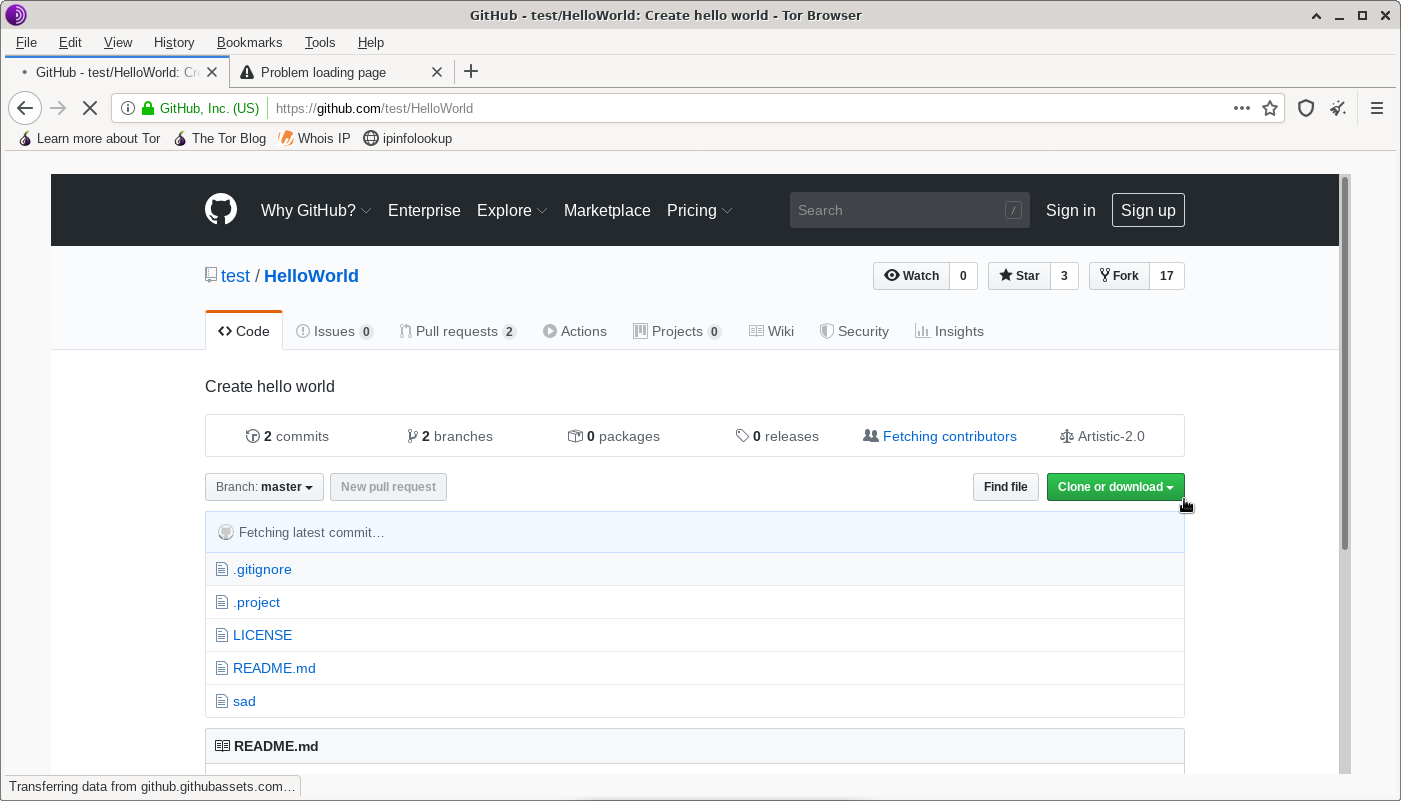 GitHub - test/HelloWorld: Create hello world - Tor Browser
File Edit View History Bookmarks Tools Help
GitHub - test/HelloWorld: Cr Problem loading page
GitHub, Inc. (US) https://github.com/test/HelloWorld
Learn more about Tor The Tor Blog Whois IP ipinfolookup
Why GitHub? Enterprise Explore Marketplace Pricing Search / Sign in Sign up
test / HelloWorld Watch 0 Star 3 Fork 17
Code Issues 0 Pull requests 2 Actions Projects 0 Wiki Security Insights
Create hello world
2 commits 2 branches 0 packages 0 releases Fetching contributors Artistic-2.0
Branch: master New pull request Find file Clone or download
Fetching latest commit…
.gitignore
.project
LICENSE
README.md
sad
README.md
Transferring data from github.githubassets.com…